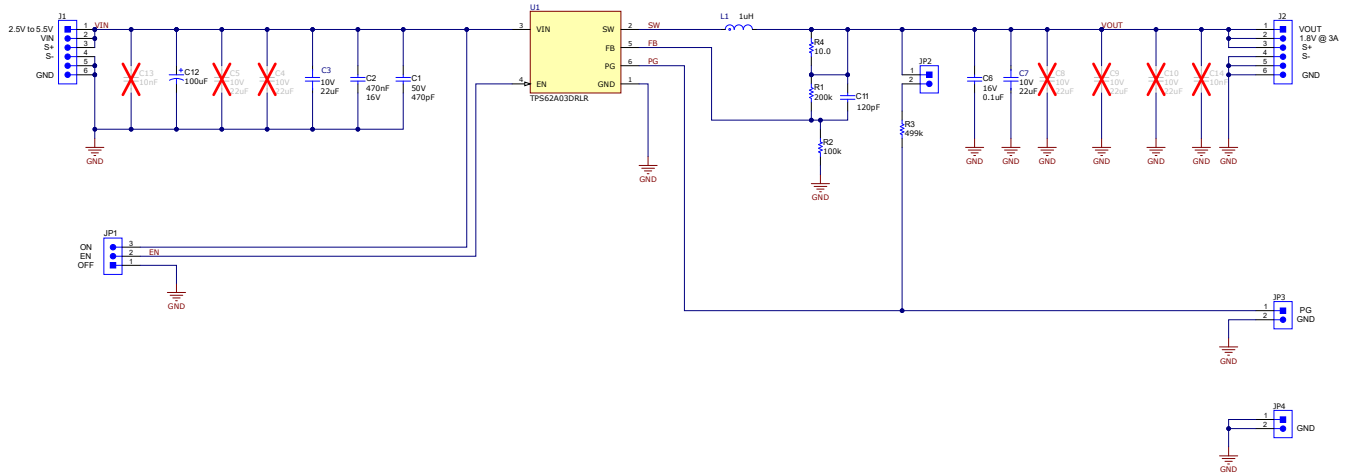 J1
2.5V to 5.5V
VIN
S+
S-
GND
1
2
3
4
5
6
VIN
GND
C13
10nF
C12
100uF
C5
10V
22uF
C4
10V
22uF
C3
10V
22uF
C2
470nF
16V
C1
50V
470pF
U1
3 VIN
4 EN
SW 2
FB 5
PG 6
GND 1
TPS62A03DRLR
SW
FB
PG
GND
L1 1uH
R4
10.0
R1
200k
C11
120pF
R2
100k
GND
JP2
1
2
R3
499k
C6
16V
0.1uF
GND
C7
10V
22uF
GND
C8
10V
22uF
GND
VOUT
C9
10V
22uF
GND
C10
10V
22uF
GND
C14
10nF
GND
GND
J2
1
2
3
4
5
6
VOUT
1.8V @ 3A
S+
S-
GND
JP1
ON 3
EN 2
OFF 1
EN
GND
JP3
1 PG
2 GND
GND
JP4
1
2 GND
GND